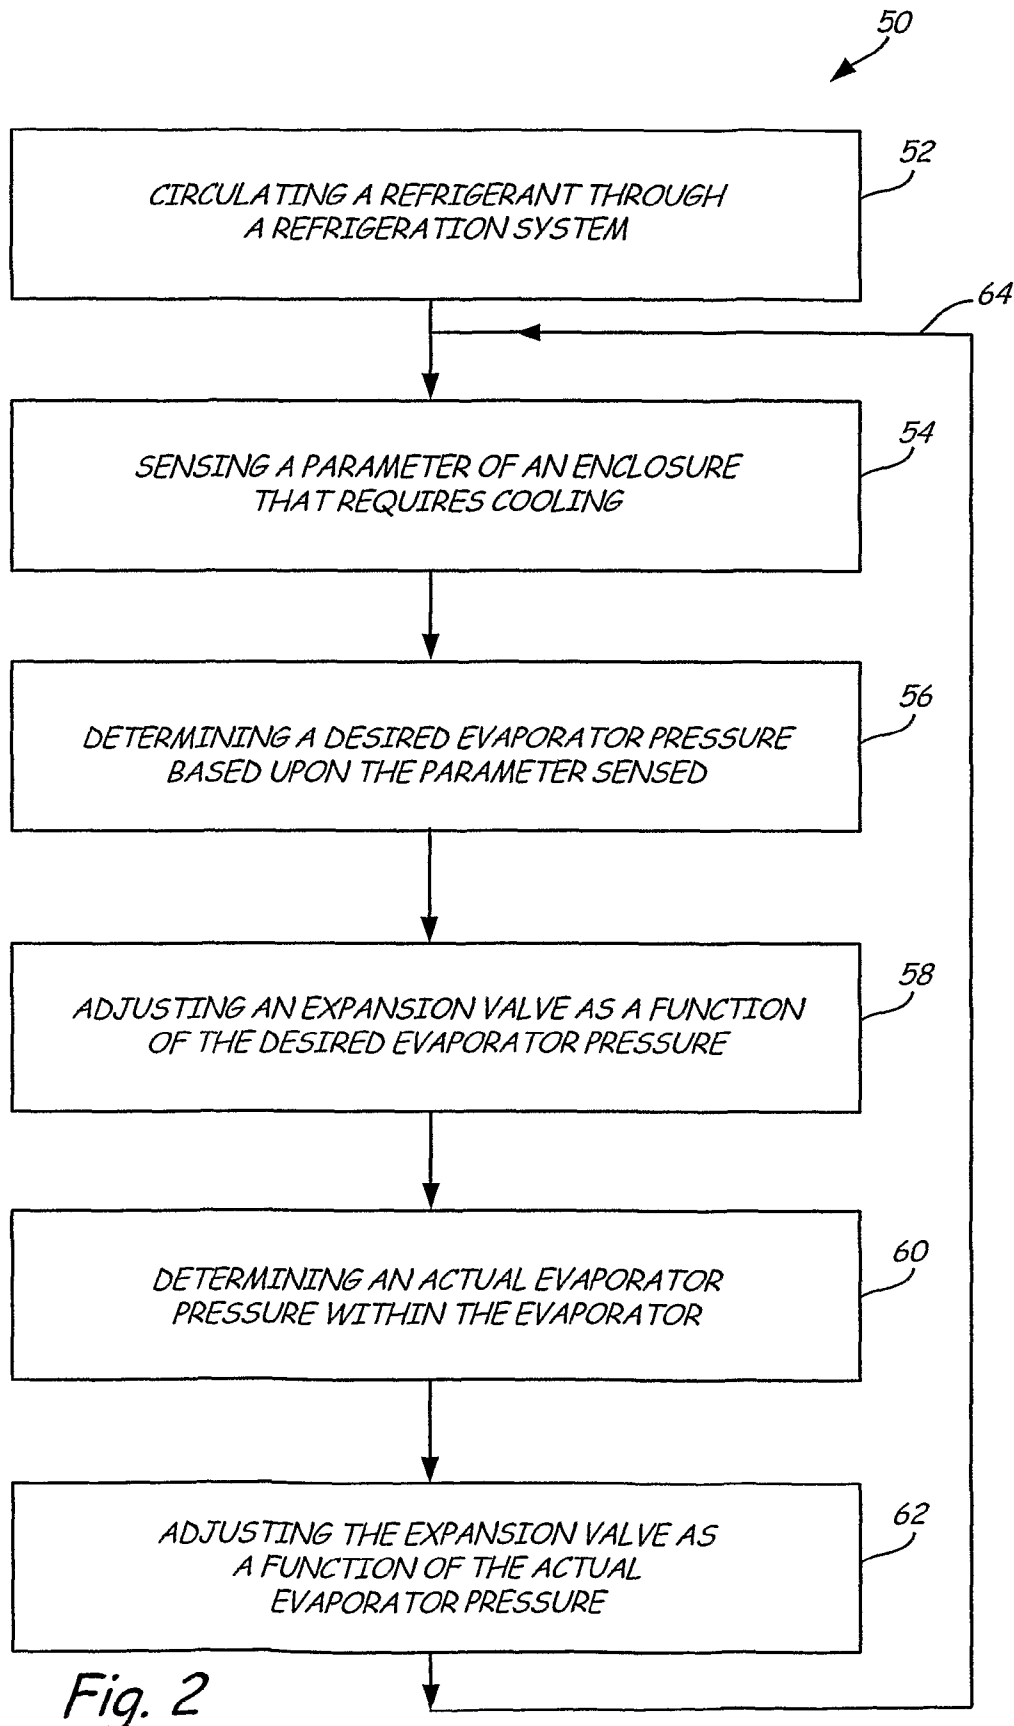 50
52
CIRCULATING A REFRIGERANT THROUGH
A REFRIGERATION SYSTEM
64
54
SENSING A PARAMETER OF AN ENCLOSURE
THAT REQUIRES COOLING
56
DETERMINING A DESIRED EVAPORATOR PRESSURE
BASED UPON THE PARAMETER SENSED
58
ADJUSTING AN EXPANSION VALVE AS A FUNCTION
OF THE DESIRED EVAPORATOR PRESSURE
60
DETERMINING AN ACTUAL EVAPORATOR
PRESSURE WITHIN THE EVAPORATOR
62
ADJUSTING THE EXPANSION VALVE AS
A FUNCTION OF THE ACTUAL
EVAPORATOR PRESSURE
Fig. 2